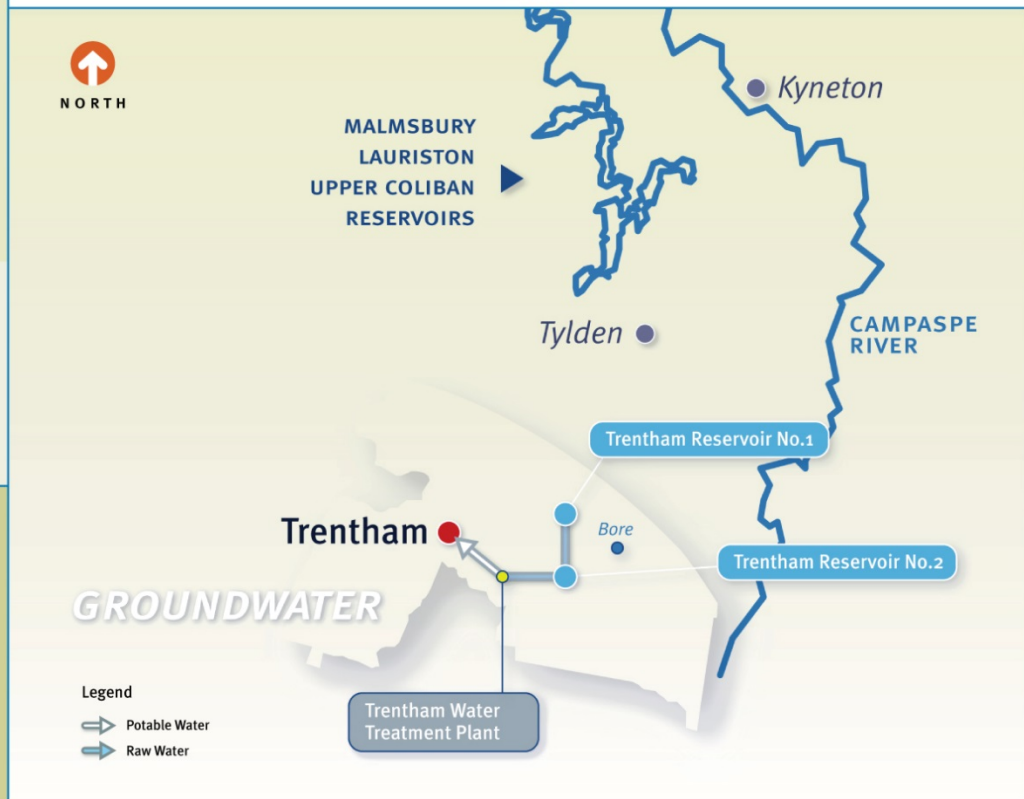 NORTH
Kyneton
MALMSBURY
LAURISTON
UPPER COLIBAN
RESERVOIRS
Tylden
CAMPASPE
RIVER
Trentham Reservoir No.1
Trentham
Bore
Trentham Reservoir No.2
GROUNDWATER
Legend
Potable Water
Raw Water
Trentham Water
Treatment Plant